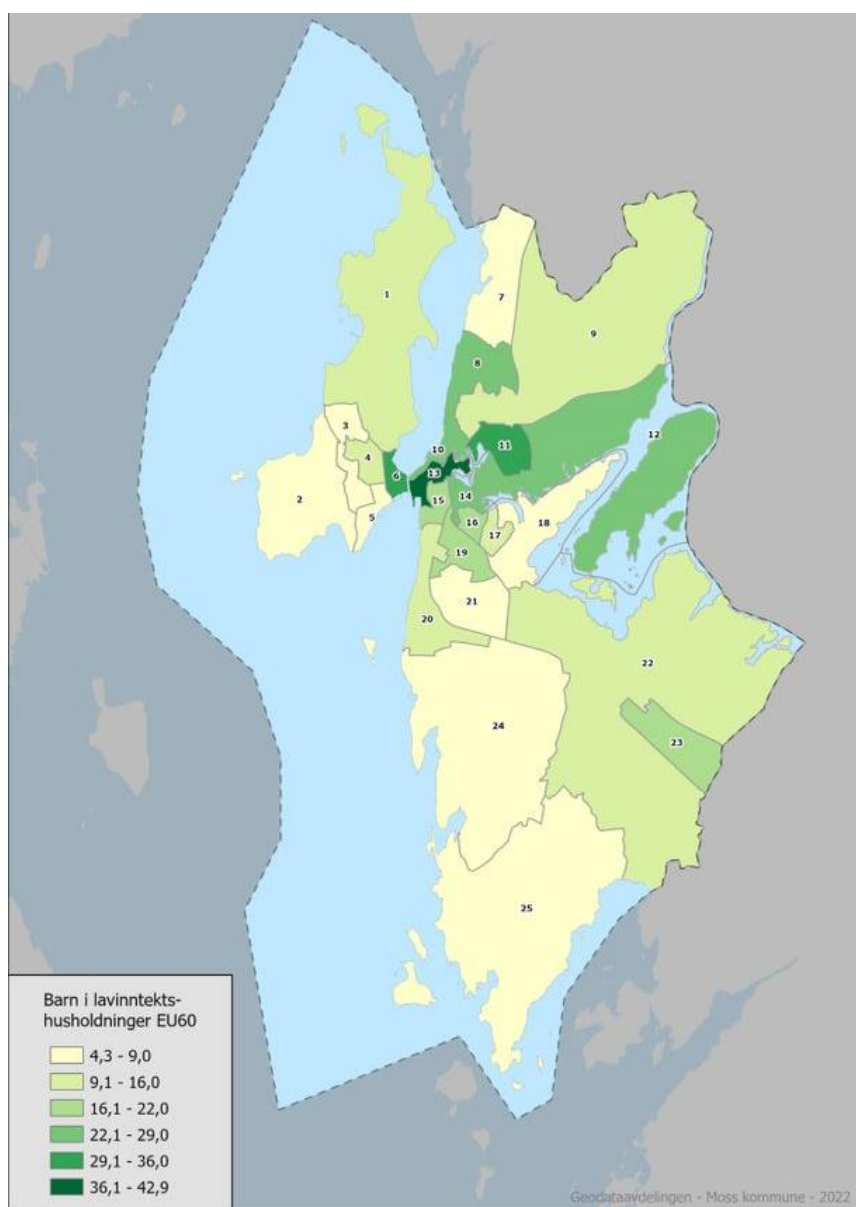 1
7
9
8
3
12
10
11
4
6
13
2
15
14
5
16
17
18
19
21
20
22
24
23
25
Barn i lavinntekts-
husholdninger EU60
4,3 - 9,0
9,1 - 16,0
16,1 - 22,0
22,1 - 29,0
29,1 - 36,0
36,1 - 42,9
Geodataavdelingen - Moss kommune - 2022